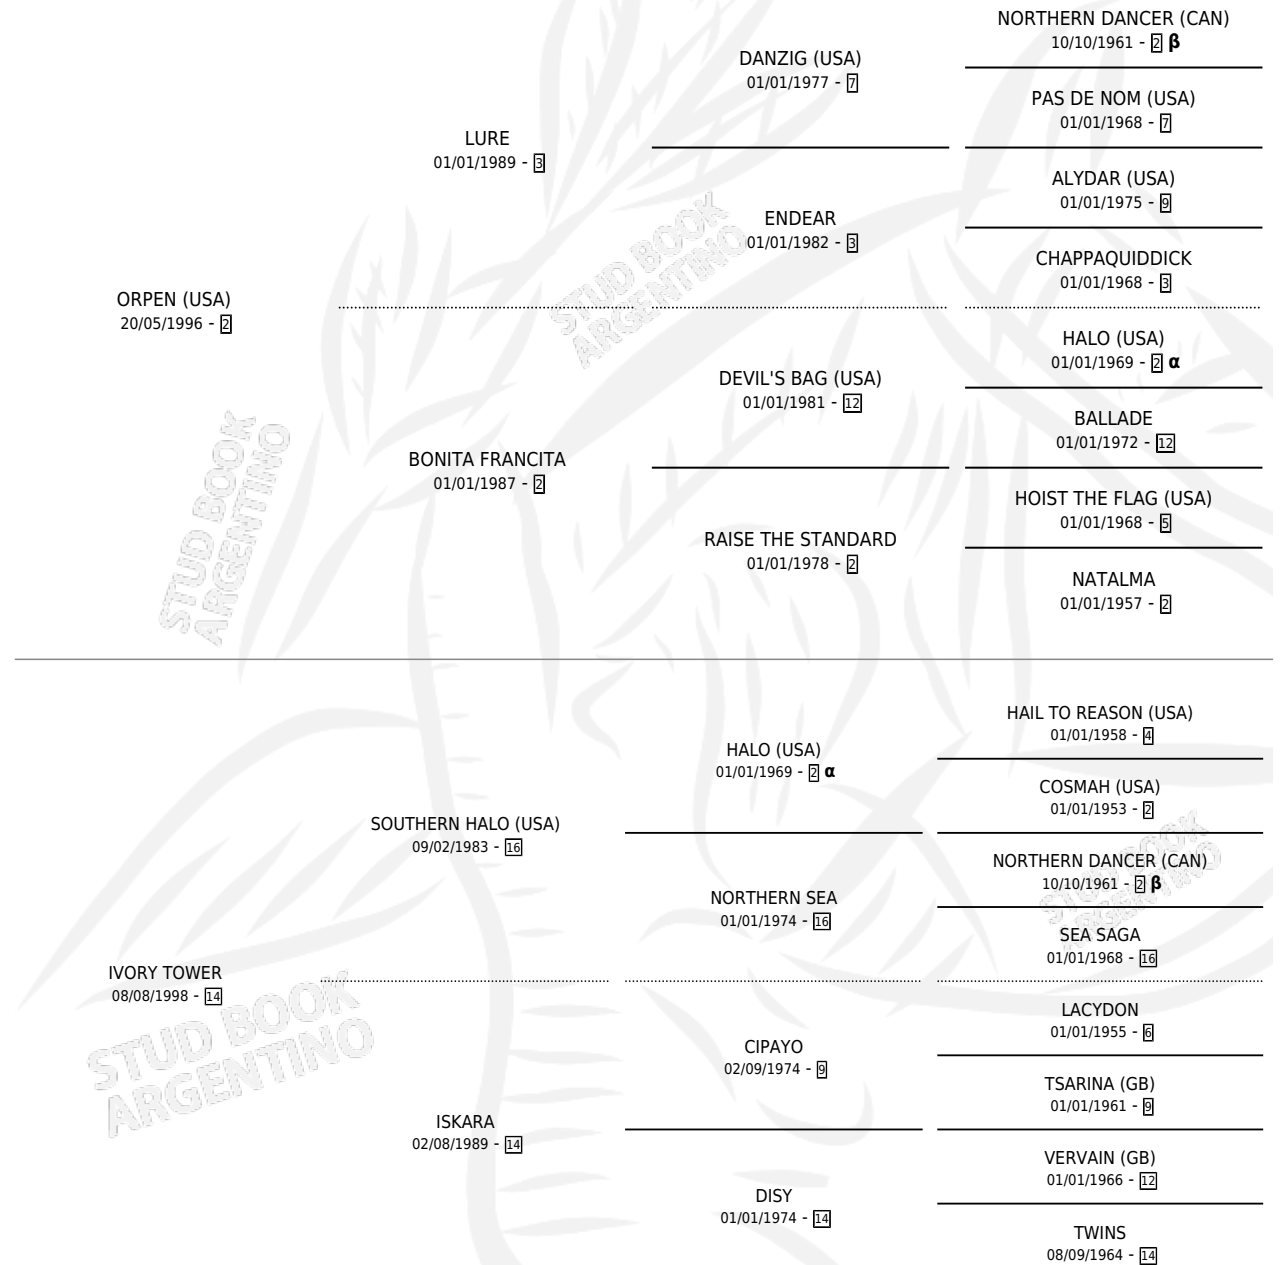 NORTHERN DANCER (CAN)
10/10/1961 - 2 β
DANZIG (USA)
01/01/1977 - 7
PAS DE NOM (USA)
01/01/1968 - 7
LURE
01/01/1989 - 3
ALYDAR (USA)
01/01/1975 - 9
ENDEAR
01/01/1982 - 3
CHAPPAQUIDDICK
01/01/1968 - 3
STUD BOOK
ARGENTINO
ORPEN (USA)
20/05/1996 - 2
HALO (USA)
01/01/1969 - 2 α
DEVIL'S BAG (USA)
01/01/1981 - 12
BALLADE
01/01/1972 - 12
BONITA FRANCITA
01/01/1987 - 2
HOIST THE FLAG (USA)
01/01/1968 - 5
RAISE THE STANDARD
01/01/1978 - 2
NATALMA
01/01/1957 - 2
STUD BOOK
ARGENTINO
HAIL TO REASON (USA)
01/01/1958 - 4
HALO (USA)
01/01/1969 - 2 α
COSMAH (USA)
01/01/1953 - 2
SOUTHERN HALO (USA)
09/02/1983 - 16
NORTHERN DANCER (CAN)
10/10/1961 - 2 β
NORTHERN SEA
01/01/1974 - 16
SEA SAGA
01/01/1968 - 16
STUD BOOK
ARGENTINO
IVORY TOWER
08/08/1998 - 14
LACYDON
01/01/1955 - 6
CIPAYO
02/09/1974 - 9
TSARINA (GB)
01/01/1961 - 9
ISKARA
02/08/1989 - 14
VERVAIN (GB)
01/01/1966 - 12
DISY
01/01/1974 - 14
TWINS
08/09/1964 - 14
STUD BOOK
ARGENTINO